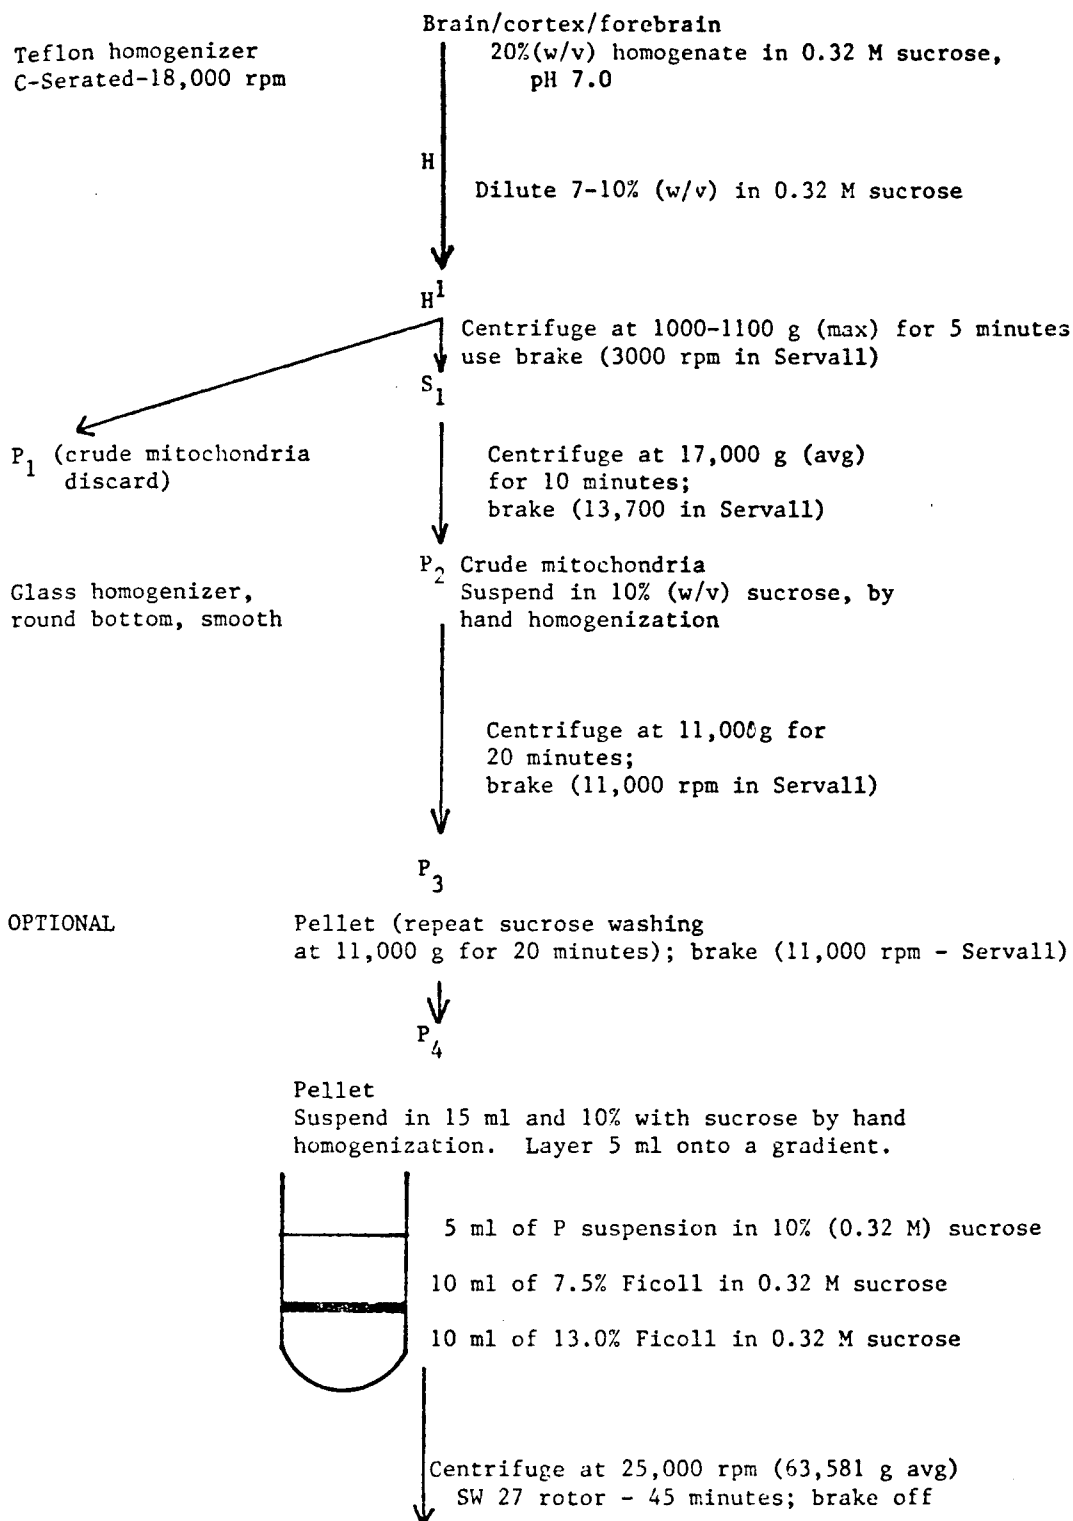 Brain/cortex/forebrain
Teflon homogenizer
C-Serated-18,000 rpm
20%(w/v) homogenate in 0.32 M sucrose,
pH 7.0
H
Dilute 7-10% (w/v) in 0.32 M sucrose
H1
Centrifuge at 1000-1100 g (max) for 5 minutes
use brake (3000 rpm in Servall)
S1
P1 (crude mitochondria
discard)
Centrifuge at 17,000 g (avg)
for 10 minutes;
brake (13,700 in Servall)
P2 Crude mitochondria
Suspend in 10% (w/v) sucrose, by
hand homogenization
Glass homogenizer,
round bottom, smooth
Centrifuge at 11,000g for
20 minutes;
brake (11,000 rpm in Servall)
P3
OPTIONAL
Pellet (repeat sucrose washing
at 11,000 g for 20 minutes); brake (11,000 rpm - Servall)
P4
Pellet
Suspend in 15 ml and 10% with sucrose by hand
homogenization. Layer 5 ml onto a gradient.
5 ml of P suspension in 10% (0.32 M) sucrose
10 ml of 7.5% Ficoll in 0.32 M sucrose
10 ml of 13.0% Ficoll in 0.32 M sucrose
Centrifuge at 25,000 rpm (63,581 g avg)
SW 27 rotor - 45 minutes; brake off